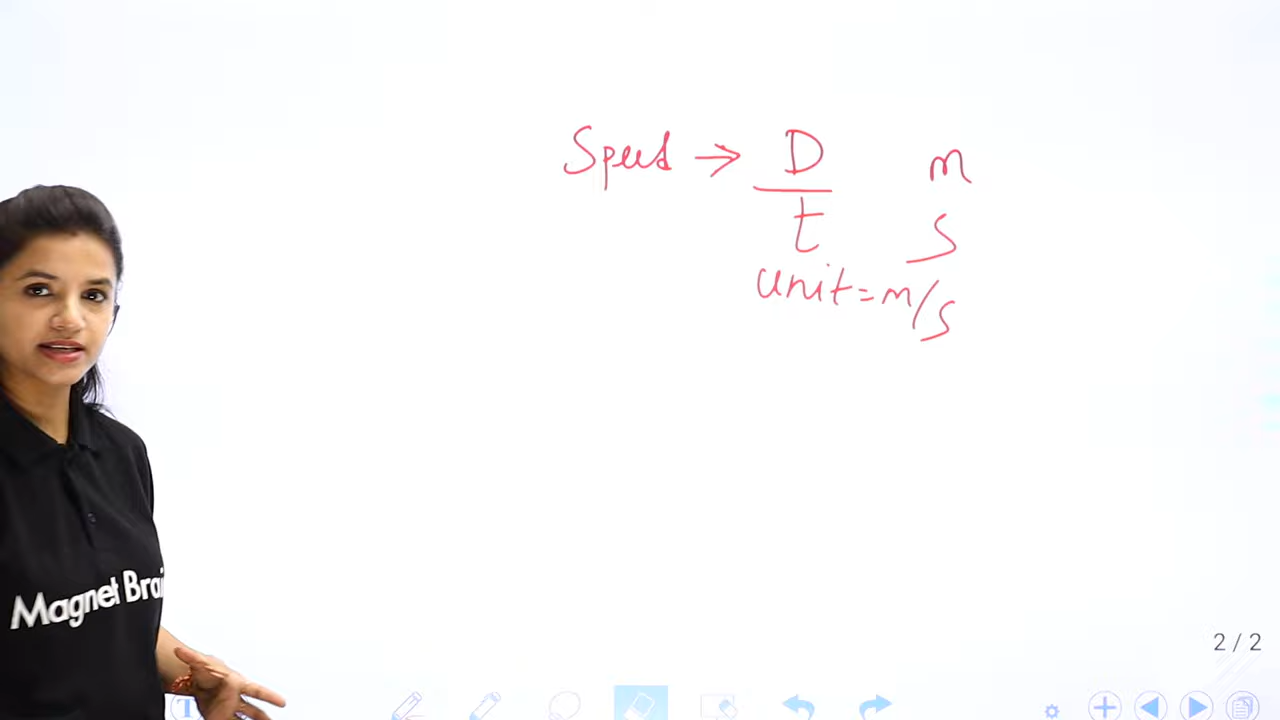 Speed → D m
t s
unit = m/s
Magnet Brai
2 / 2
T